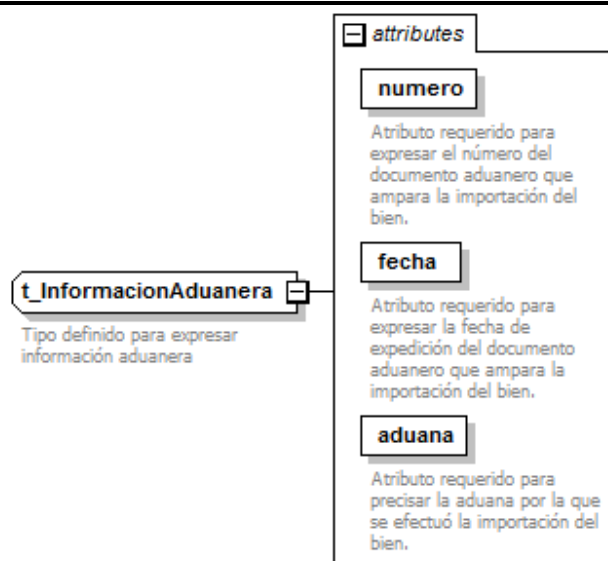 attributes
numero
Atributo requerido para
expresar el número del
documento aduanero que
ampara la importación del
bien.
fecha
Atributo requerido para
expresar la fecha de
expedición del documento
aduanero que ampara la
importación del bien.
t_InformacionAduanera
Tipo definido para expresar
información aduanera
aduana
Atributo requerido para
precisar la aduana por la que
se efectuó la importación del
bien.